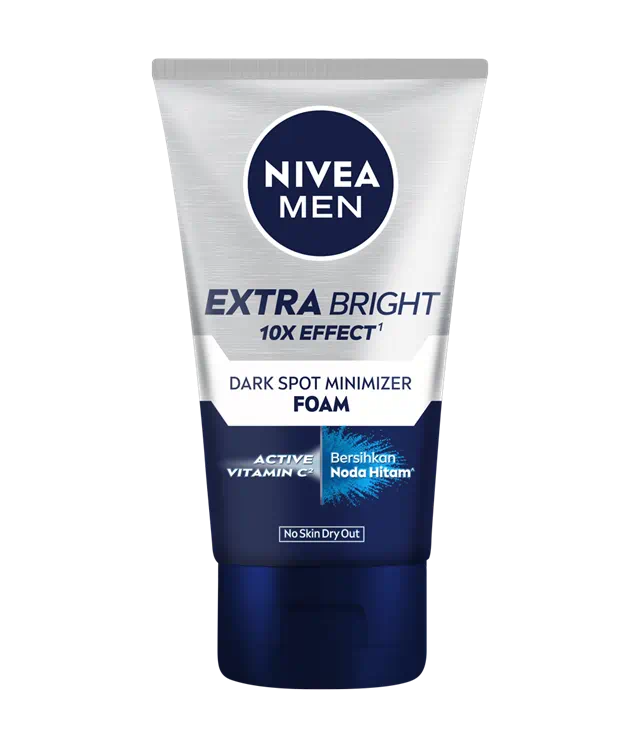 NIVEA
MEN
EXTRA BRIGHT
10X EFFECT¹
DARK SPOT MINIMIZER
FOAM
ACTIVE
VITAMIN C²
Bersihkan
Noda Hitam^
No Skin Dry Out